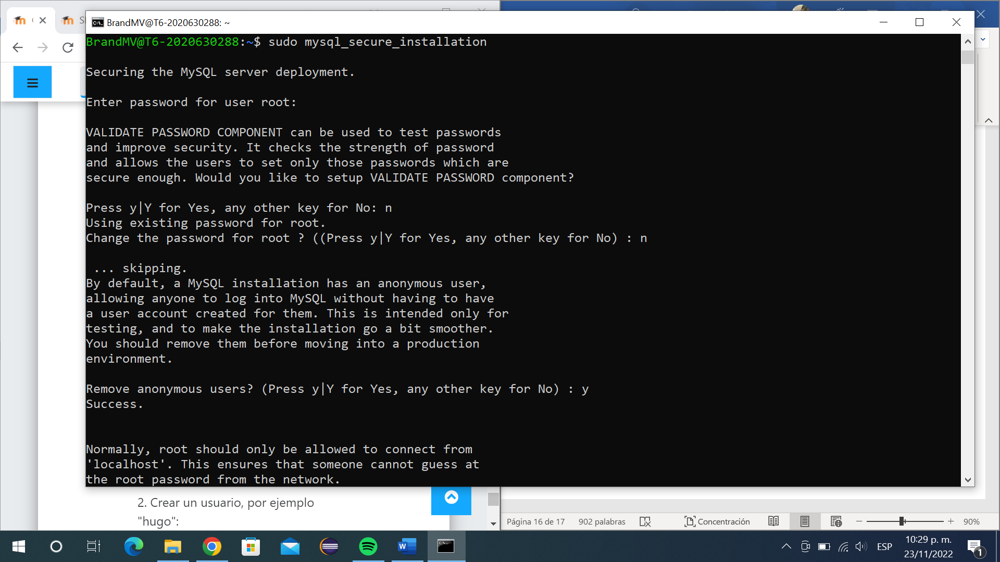 BrandMV@T6-2020630288: ~
BrandMV@T6-2020630288:~$ sudo mysql_secure_installation
Securing the MySQL server deployment.
Enter password for user root:
VALIDATE PASSWORD COMPONENT can be used to test passwords
and improve security. It checks the strength of password
and allows the users to set only those passwords which are
secure enough. Would you like to setup VALIDATE PASSWORD component?
Press y|Y for Yes, any other key for No: n
Using existing password for root.
Change the password for root ? ((Press y|Y for Yes, any other key for No) : n
... skipping.
By default, a MySQL installation has an anonymous user,
allowing anyone to log into MySQL without having to have
a user account created for them. This is intended only for
testing, and to make the installation go a bit smoother.
You should remove them before moving into a production
environment.
Remove anonymous users? (Press y|Y for Yes, any other key for No) : y
Success.
Normally, root should only be allowed to connect from
'localhost'. This ensures that someone cannot guess at
the root password from the network.
2. Crear un usuario, por ejemplo
"hugo":
Página 16 de 17 902 palabras Concentración 90%
ESP
10:29 p. m.
23/11/2022
1